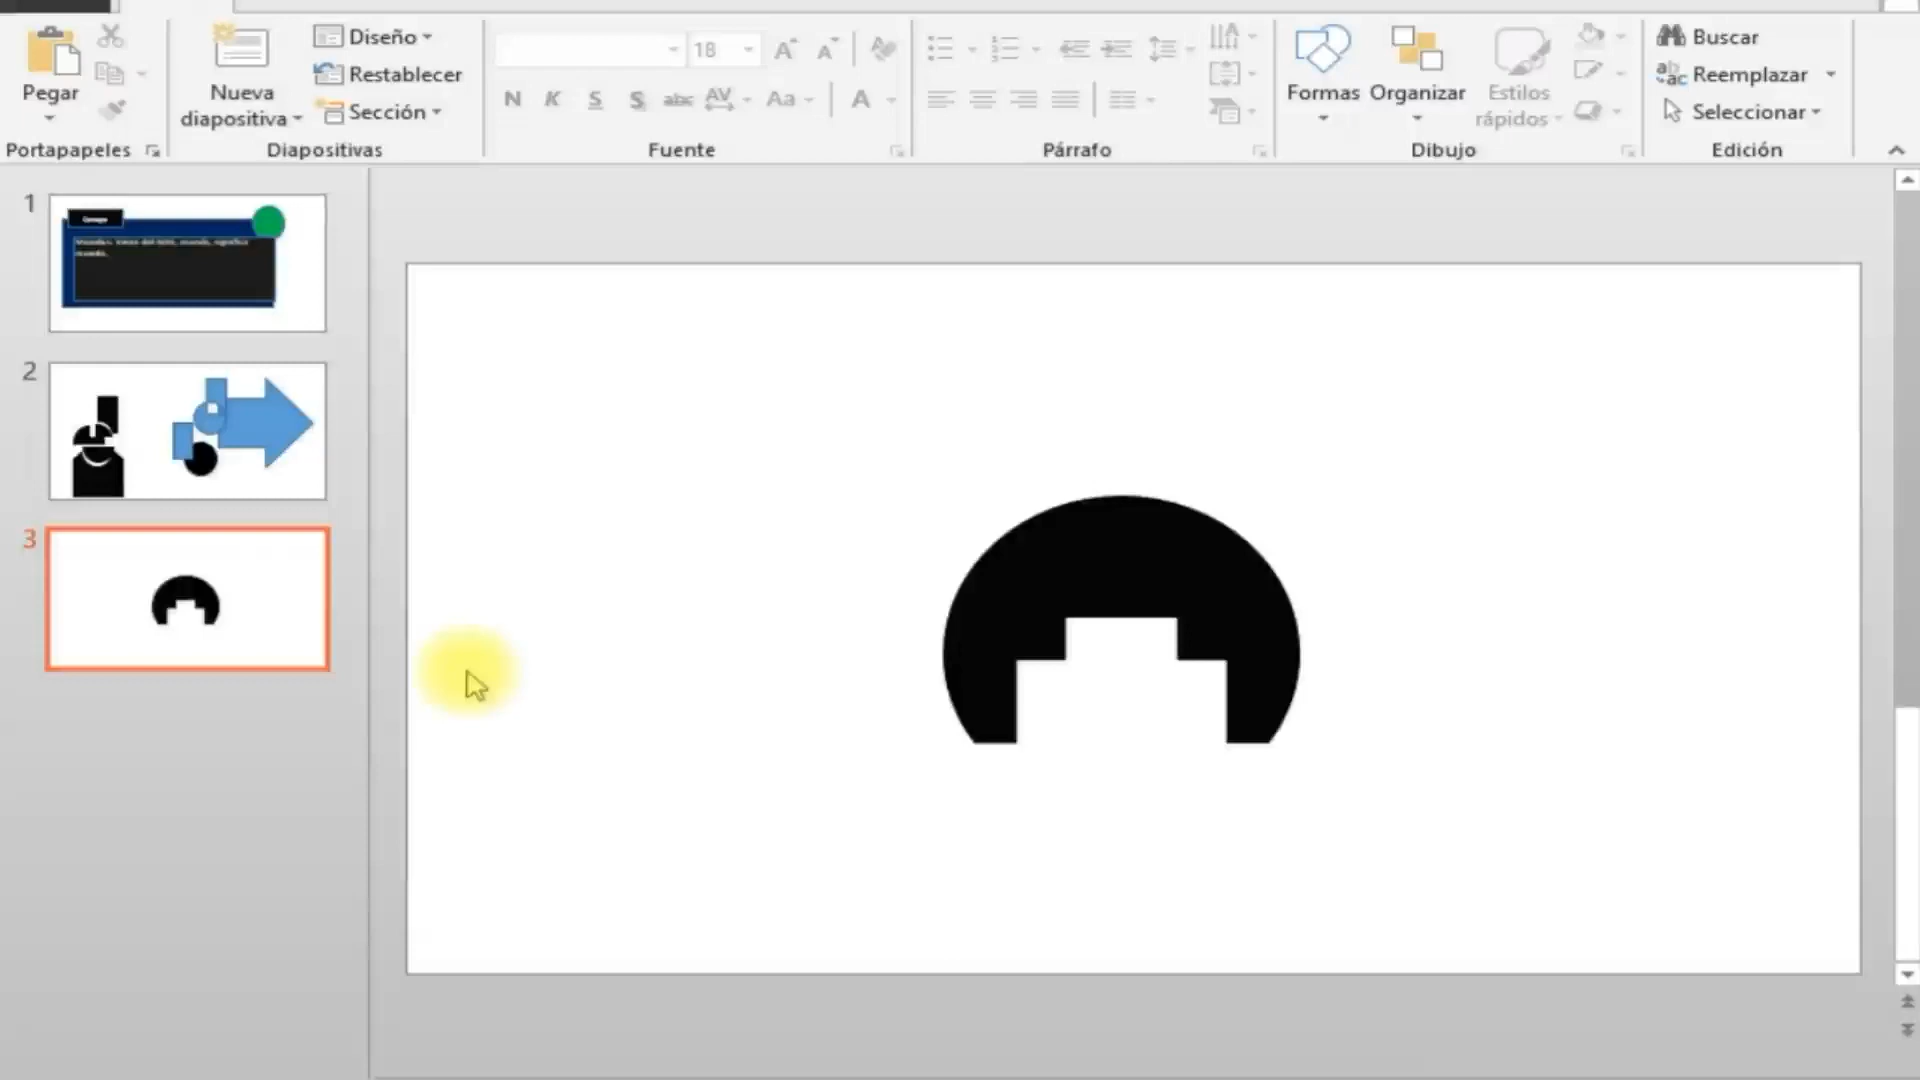 Pegar
Portapapeles
Nueva
diapositiva
Diseño
Restablecer
Sección
Diapositivas
18
N K S S abc AV Aa A
Fuente
Párrafo
Formas
Organizar
Estilos
rápidos
Dibujo
Buscar
Reemplazar
Seleccionar
Edición
1
2
3